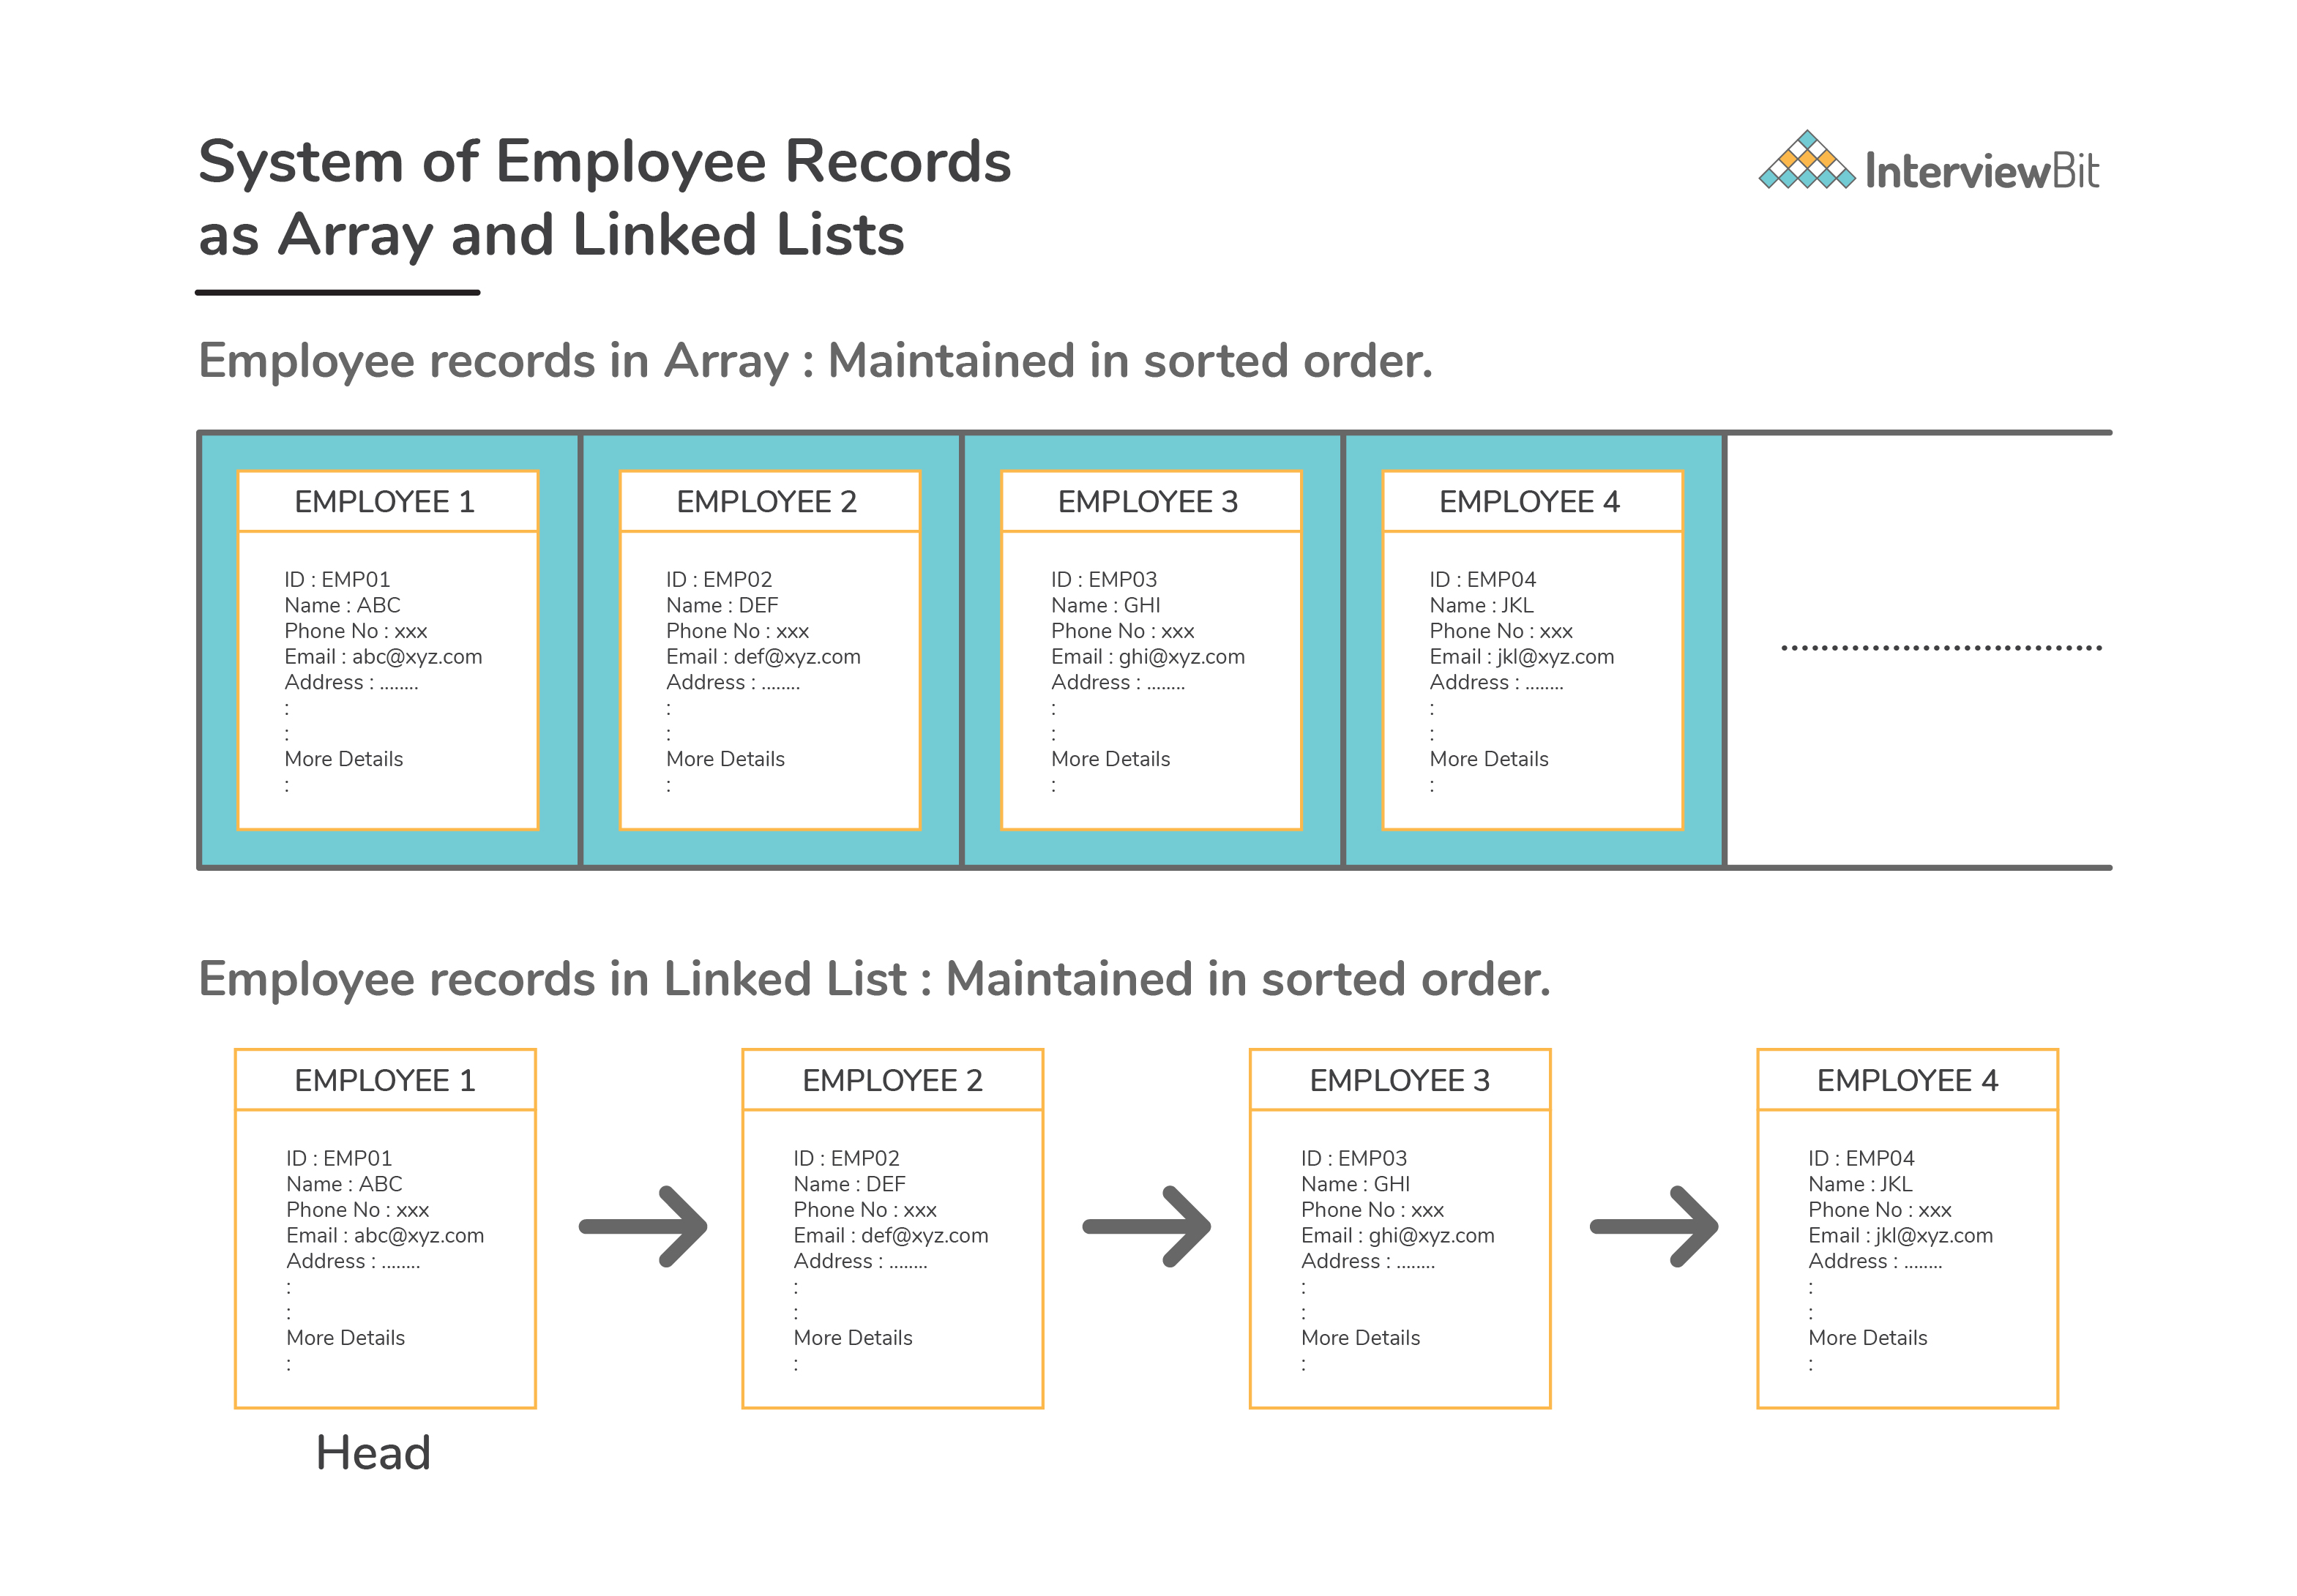 System of Employee Records
as Array and Linked Lists
InterviewBit
Employee records in Array : Maintained in sorted order.
EMPLOYEE 1
ID : EMP01
Name : ABC
Phone No : xxx
Email : abc@xyz.com
Address : ........
:
:
More Details
:
EMPLOYEE 2
ID : EMP02
Name : DEF
Phone No : xxx
Email : def@xyz.com
Address : ........
:
:
More Details
:
EMPLOYEE 3
ID : EMP03
Name : GHI
Phone No : xxx
Email : ghi@xyz.com
Address : ........
:
:
More Details
:
EMPLOYEE 4
ID : EMP04
Name : JKL
Phone No : xxx
Email : jkl@xyz.com
Address : ........
:
:
More Details
:
Employee records in Linked List : Maintained in sorted order.
EMPLOYEE 1
ID : EMP01
Name : ABC
Phone No : xxx
Email : abc@xyz.com
Address : ........
:
:
More Details
:
Head
EMPLOYEE 2
ID : EMP02
Name : DEF
Phone No : xxx
Email : def@xyz.com
Address : ........
:
:
More Details
:
EMPLOYEE 3
ID : EMP03
Name : GHI
Phone No : xxx
Email : ghi@xyz.com
Address : ........
:
:
More Details
:
EMPLOYEE 4
ID : EMP04
Name : JKL
Phone No : xxx
Email : jkl@xyz.com
Address : ........
:
:
More Details
: